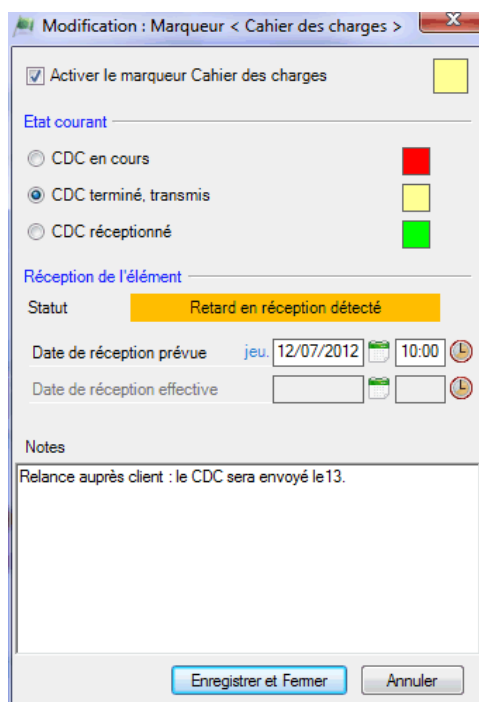 Modification : Marqueur < Cahier des charges >
Activer le marqueur Cahier des charges
Etat courant
CDC en cours
CDC terminé, transmis
CDC réceptionné
Réception de l'élément
Statut Retard en réception détecté
Date de réception prévue jeu. 12/07/2012 10:00
Date de réception effective
Notes
Relance auprès client : le CDC sera envoyé le13.
Enregistrer et Fermer Annuler